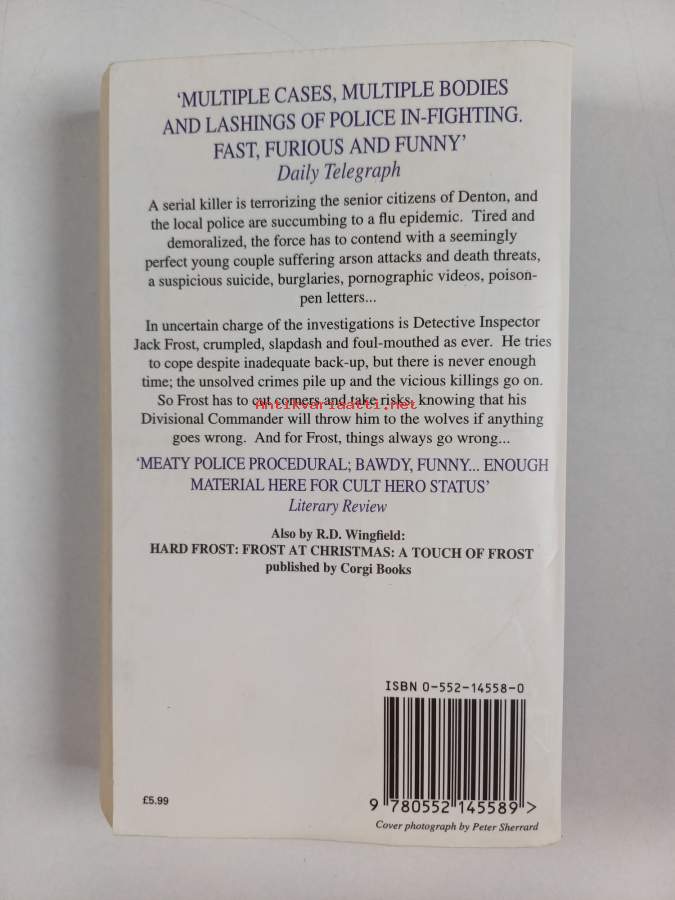 ‘MULTIPLE CASES, MULTIPLE BODIES
AND LASHINGS OF POLICE IN-FIGHTING.
FAST, FURIOUS AND FUNNY’
Daily Telegraph
A serial killer is terrorizing the senior citizens of Denton, and
the local police are succumbing to a flu epidemic. Tired and
demoralized, the force has to contend with a seemingly
perfect young couple suffering arson attacks and death threats,
a suspicious suicide, burglaries, pornographic videos, poison-
pen letters...
In uncertain charge of the investigations is Detective Inspector
Jack Frost, crumpled, slapdash and foul-mouthed as ever. He tries
to cope despite inadequate back-up, but there is never enough
time; the unsolved crimes pile up and the vicious killings go on.
So Frost has to cut corners and take risks, knowing that his
Antikvariaatti.net
Divisional Commander will throw him to the wolves if anything
goes wrong. And for Frost, things always go wrong...
‘MEATY POLICE PROCEDURAL; BAWDY, FUNNY... ENOUGH
MATERIAL HERE FOR CULT HERO STATUS’
Literary Review
Also by R.D. Wingfield:
HARD FROST: FROST AT CHRISTMAS: A TOUCH OF FROST
published by Corgi Books
ISBN 0-552-14558-0
£5.99
9 780552 145589 >
Cover photograph by Peter Sherrard